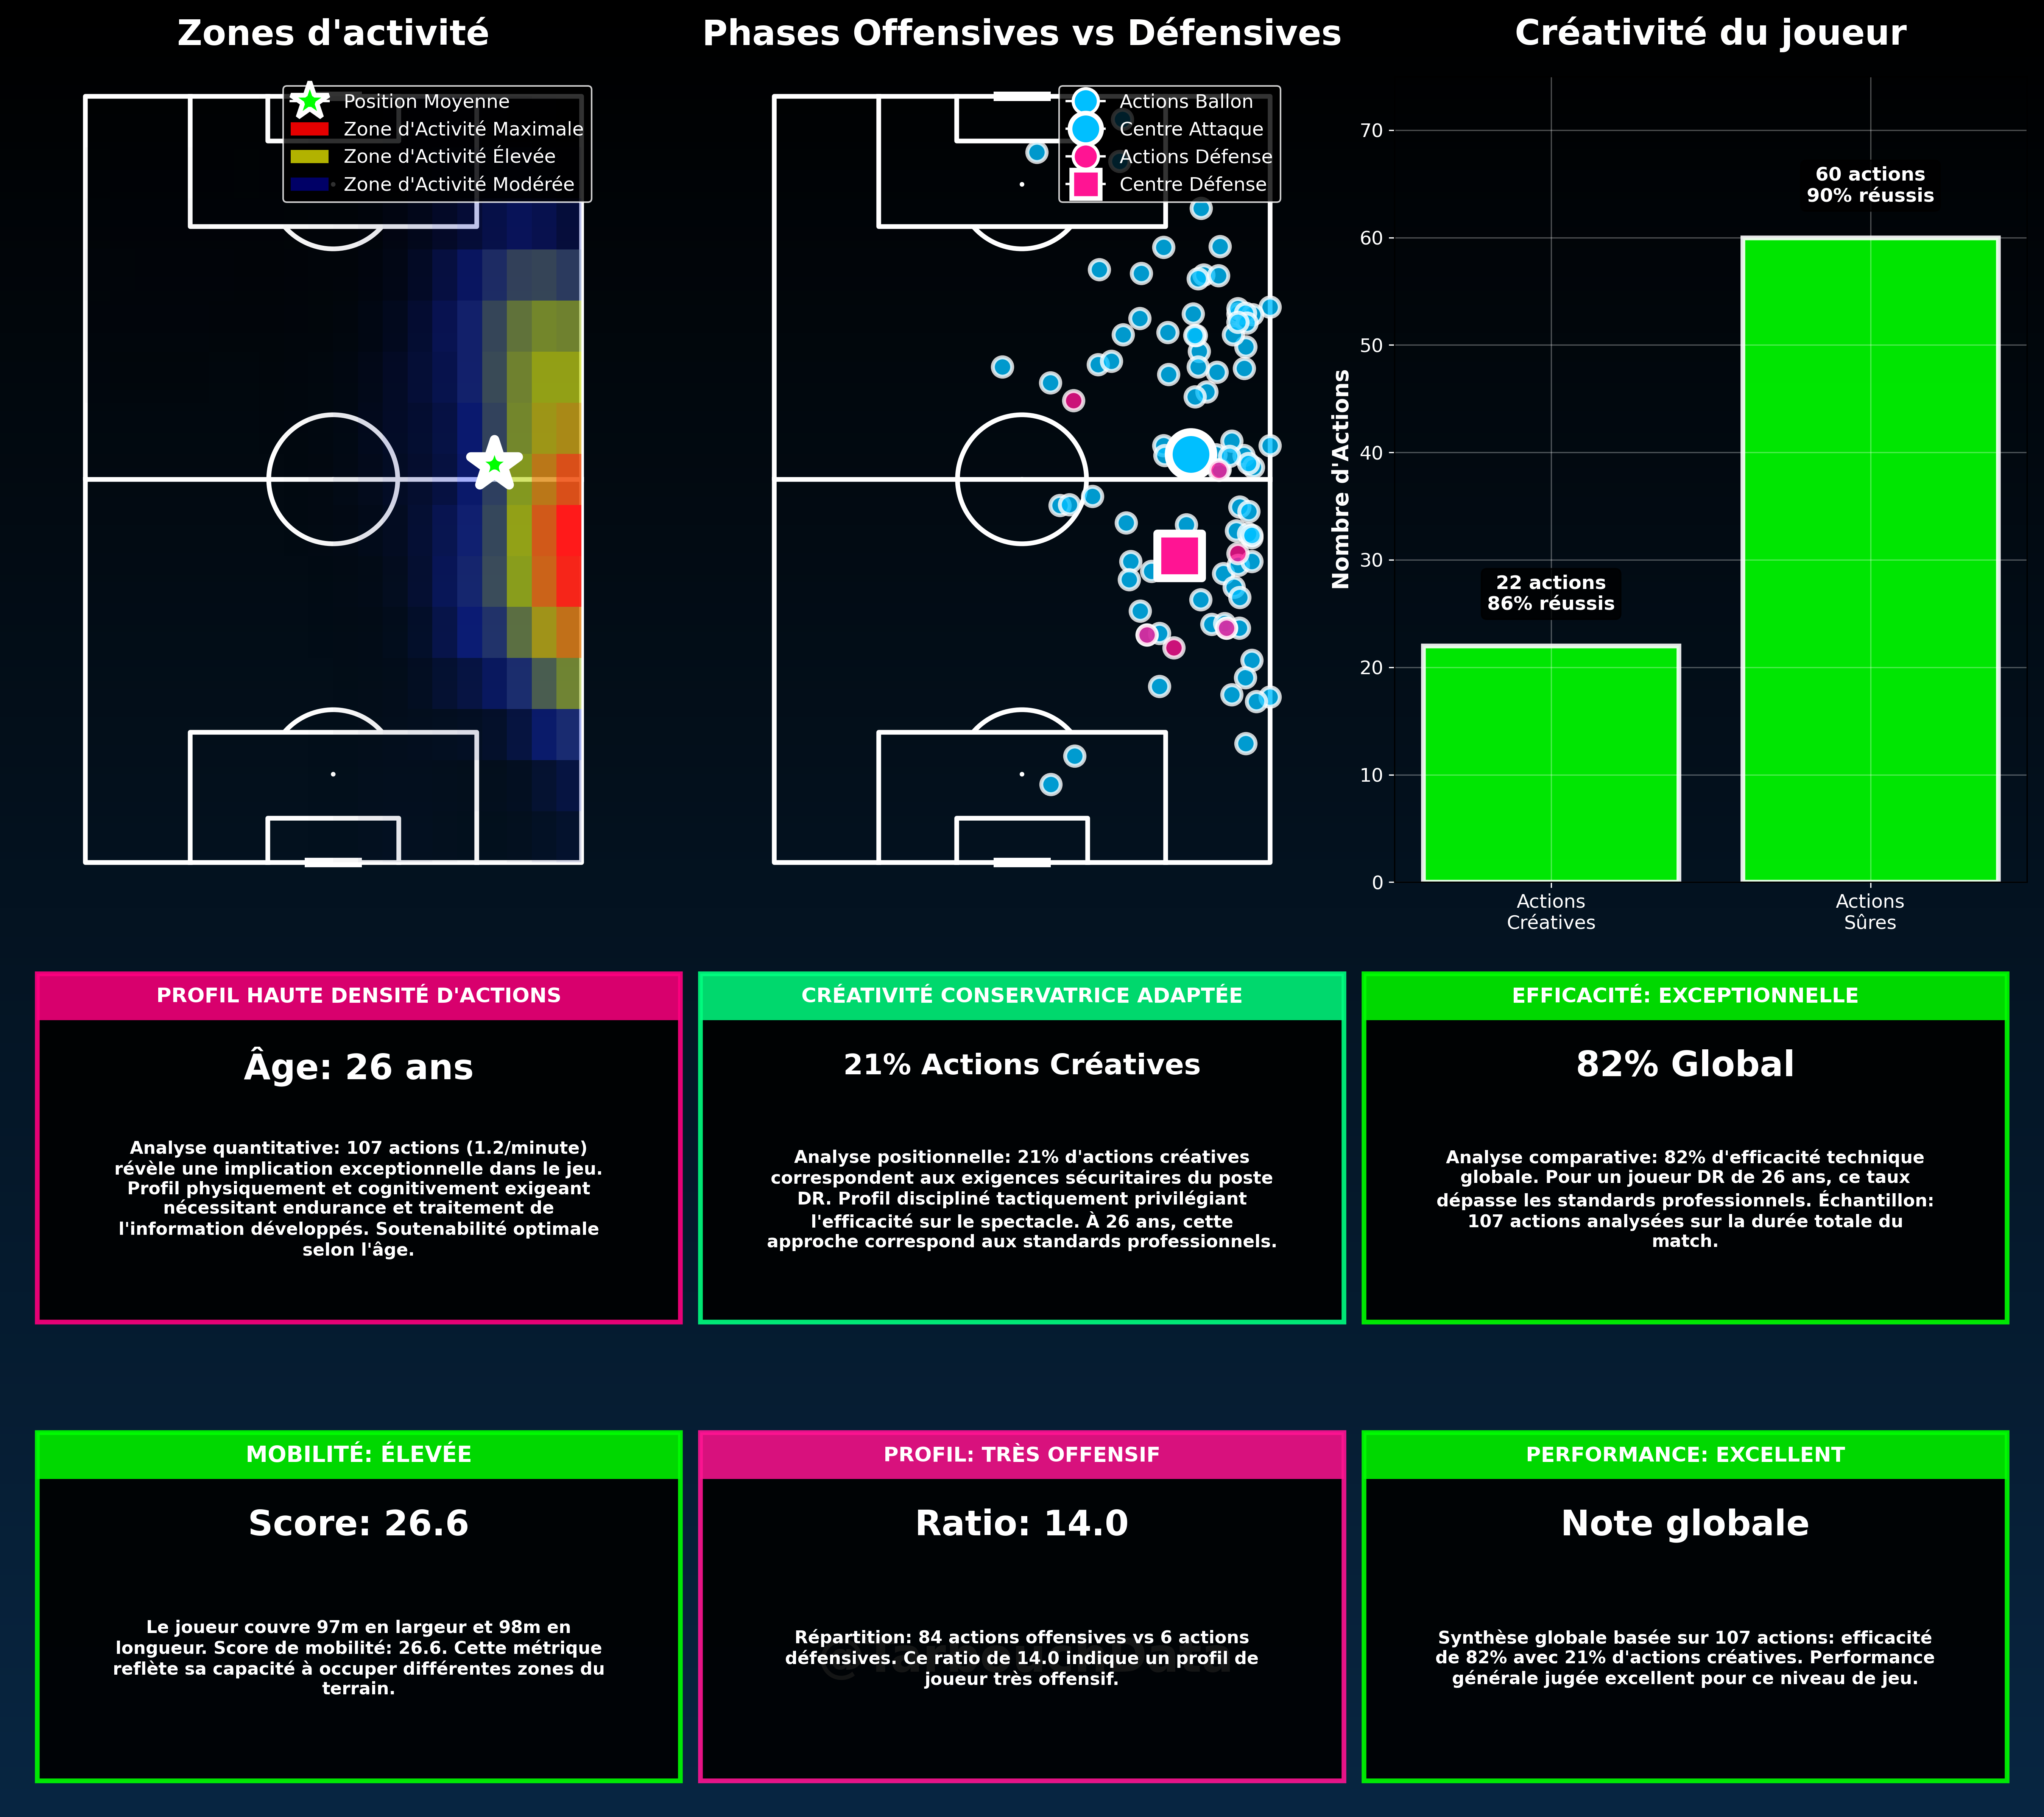 Zones d'activité
Position Moyenne
Zone d'Activité Maximale
Zone d'Activité Élevée
Zone d'Activité Modérée
Phases Offensives vs Défensives
Actions Ballon
Centre Attaque
Actions Défense
Centre Défense
Créativité du joueur
Nombre d'Actions
70
60
50
40
30
20
10
0
22 actions
86% réussis
60 actions
90% réussis
Actions
Créatives
Actions
Sûres
PROFIL HAUTE DENSITÉ D'ACTIONS
Âge: 26 ans
Analyse quantitative: 107 actions (1.2/minute)
révèle une implication exceptionnelle dans le jeu.
Profil physiquement et cognitivement exigeant
nécessitant endurance et traitement de
l'information développés. Soutenabilité optimale
selon l'âge.
CRÉATIVITÉ CONSERVATRICE ADAPTÉE
21% Actions Créatives
Analyse positionnelle: 21% d'actions créatives
correspondent aux exigences sécuritaires du poste
DR. Profil discipliné tactiquement privilégiant
l'efficacité sur le spectacle. À 26 ans, cette
approche correspond aux standards professionnels.
EFFICACITÉ: EXCEPTIONNELLE
82% Global
Analyse comparative: 82% d'efficacité technique
globale. Pour un joueur DR de 26 ans, ce taux
dépasse les standards professionnels. Échantillon:
107 actions analysées sur la durée totale du
match.
MOBILITÉ: ÉLEVÉE
Score: 26.6
Le joueur couvre 97m en largeur et 98m en
longueur. Score de mobilité: 26.6. Cette métrique
reflète sa capacité à occuper différentes zones du
terrain.
PROFIL: TRÈS OFFENSIF
Ratio: 14.0
Répartition: 84 actions offensives vs 6 actions
défensives. Ce ratio de 14.0 indique un profil de
joueur très offensif.
PERFORMANCE: EXCELLENT
Note globale
Synthèse globale basée sur 107 actions: efficacité
de 82% avec 21% d'actions créatives. Performance
générale jugée excellent pour ce niveau de jeu.